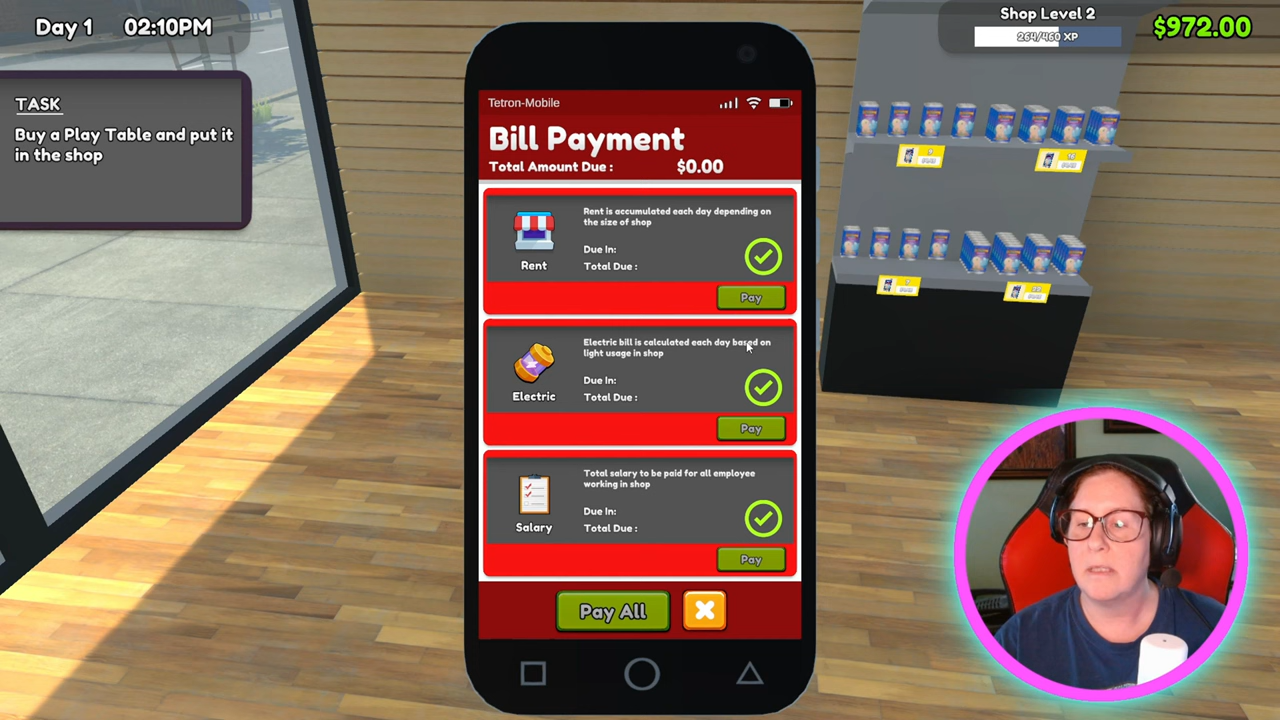 Day 1 02:10PM
Shop Level 2
264/460 XP
$972.00
TASK
Buy a Play Table and put it
in the shop
Tetron-Mobile
Bill Payment
Total Amount Due : $0.00
Rent is accumulated each day depending on
the size of shop
Due In:
Total Due :
Rent
Pay
Electric bill is calculated each day based on
light usage in shop
Due In:
Total Due :
Electric
Pay
Total salary to be paid for all employee
working in shop
Due In:
Total Due :
Salary
Pay
Pay All